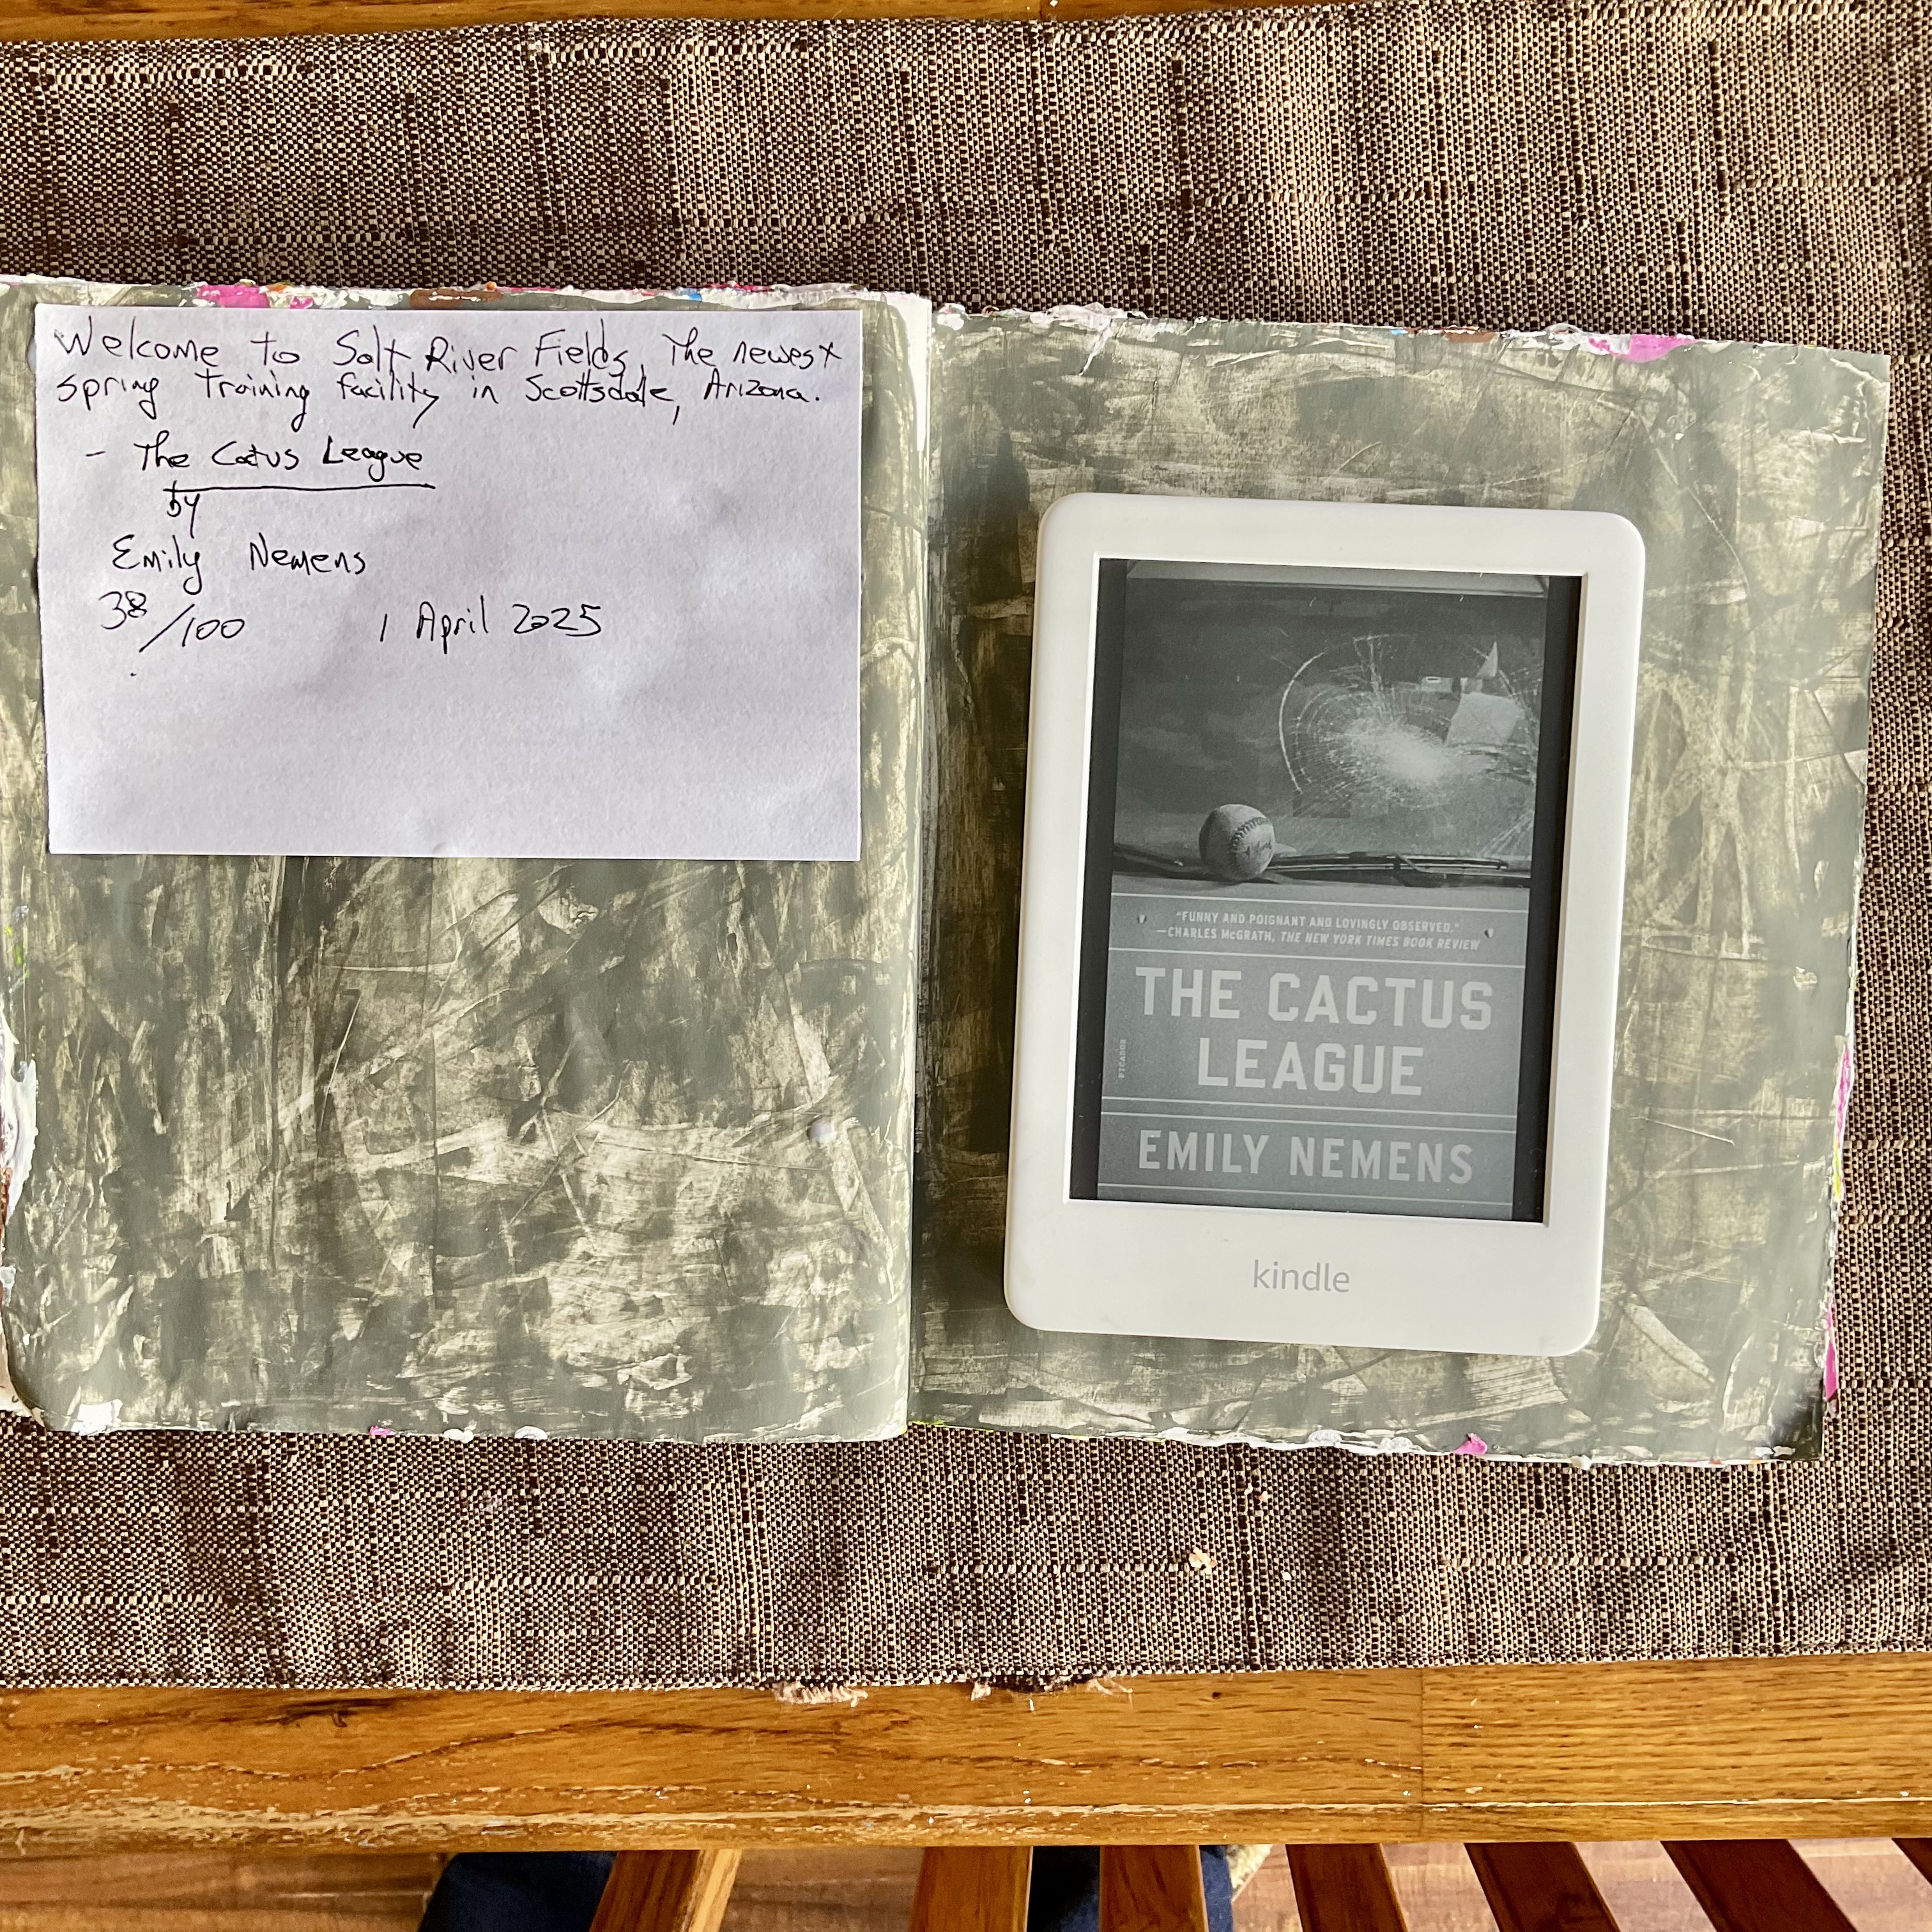 Welcome to Salt River Fields, The newest
spring training facility in Scottsdale, Arizona.
- The Catus League
by
Emily Nemens
38/100 1 April 2025
"FUNNY AND POIGNANT AND LOVINGLY OBSERVED."
—CHARLES McGRATH, THE NEW YORK TIMES BOOK REVIEW
THE CACTUS
LEAGUE
PICADOR
EMILY NEMENS
kindle